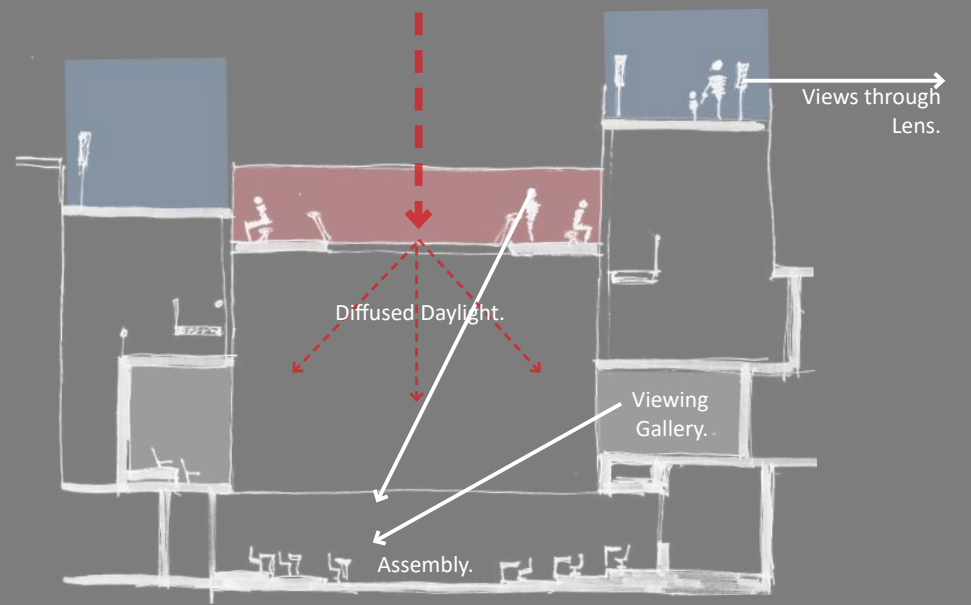 Views through
Lens.
Diffused Daylight.
Viewing
Gallery.
Assembly.